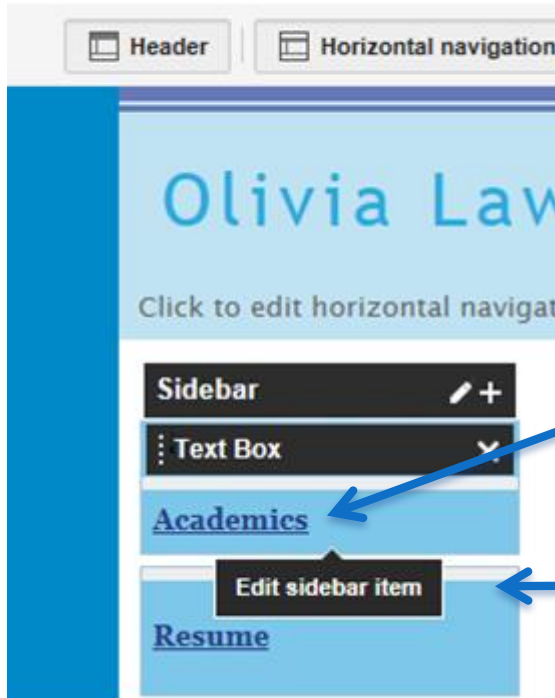 Header Horizontal navigation
Olivia Law
Click to edit horizontal navigat
Sidebar
Text Box
Academics
Edit sidebar item
Resume